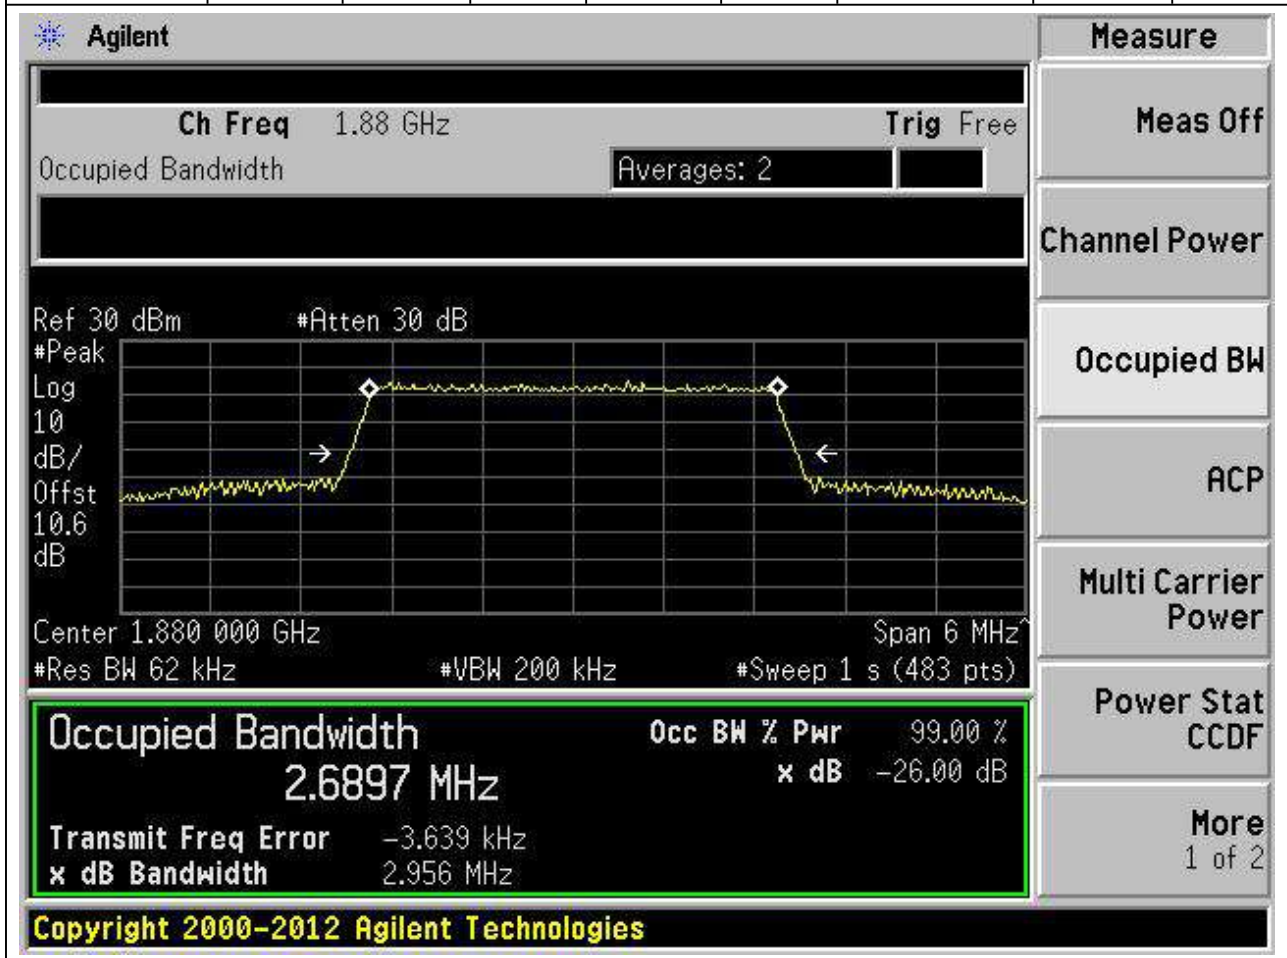 Agilent
Measure
Ch Freq 1.88 GHz Trig Free
Occupied Bandwidth Averages: 2
Meas Off
Channel Power
Occupied BW
ACP
Multi Carrier
Power
Power Stat
CCDF
More
1 of 2
Ref 30 dBm #Atten 30 dB
#Peak
Log
10
dB/
Offst
10.6
dB
Center 1.880 000 GHz Span 6 MHz^
#Res BW 62 kHz #VBW 200 kHz #Sweep 1 s (483 pts)
Occupied Bandwidth Occ BW % Pwr 99.00 %
2.6897 MHz x dB -26.00 dB
Transmit Freq Error -3.639 kHz
x dB Bandwidth 2.956 MHz
Copyright 2000-2012 Agilent Technologies